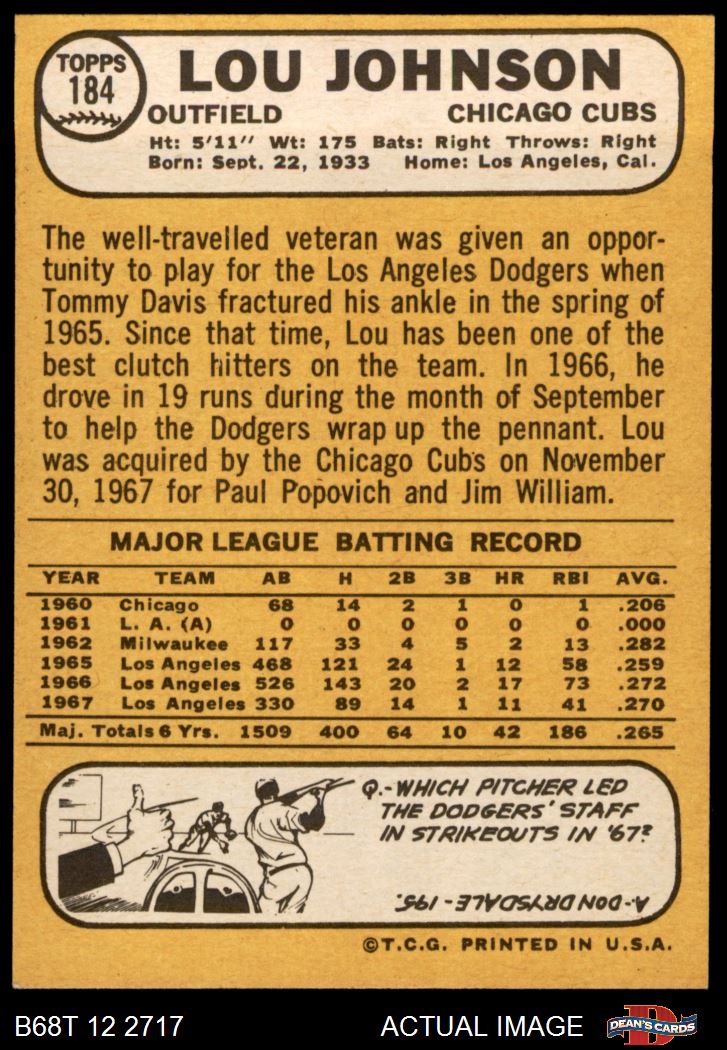 TOPPS
184
LOU JOHNSON
OUTFIELD CHICAGO CUBS
Ht: 5'11" Wt: 175 Bats: Right Throws: Right
Born: Sept. 22, 1933 Home: Los Angeles, Cal.
The well-travelled veteran was given an oppor-
tunity to play for the Los Angeles Dodgers when
Tommy Davis fractured his ankle in the spring of
1965. Since that time, Lou has been one of the
best clutch hitters on the team. In 1966, he
drove in 19 runs during the month of September
to help the Dodgers wrap up the pennant. Lou
was acquired by the Chicago Cubs on November
30, 1967 for Paul Popovich and Jim William.
MAJOR LEAGUE BATTING RECORD
YEAR TEAM AB H 2B 3B HR RBI AVG.
1960 Chicago 68 14 2 1 0 1 .206
1961 L. A. (A) 0 0 0 0 0 0 .000
1962 Milwaukee 117 33 4 5 2 13 .282
1965 Los Angeles 468 121 24 1 12 58 .259
1966 Los Angeles 526 143 20 2 17 73 .272
1967 Los Angeles 330 89 14 1 11 41 .270
Maj. Totals 6 Yrs. 1509 400 64 10 42 186 .265
Q.-WHICH PITCHER LED
THE DODGERS' STAFF
IN STRIKEOUTS IN '67?
A-DON DRYSDALE-196.
©T.C.G. PRINTED IN U.S.A.
B68T 12 2717 ACTUAL IMAGE
D
DEAN'S CARDS